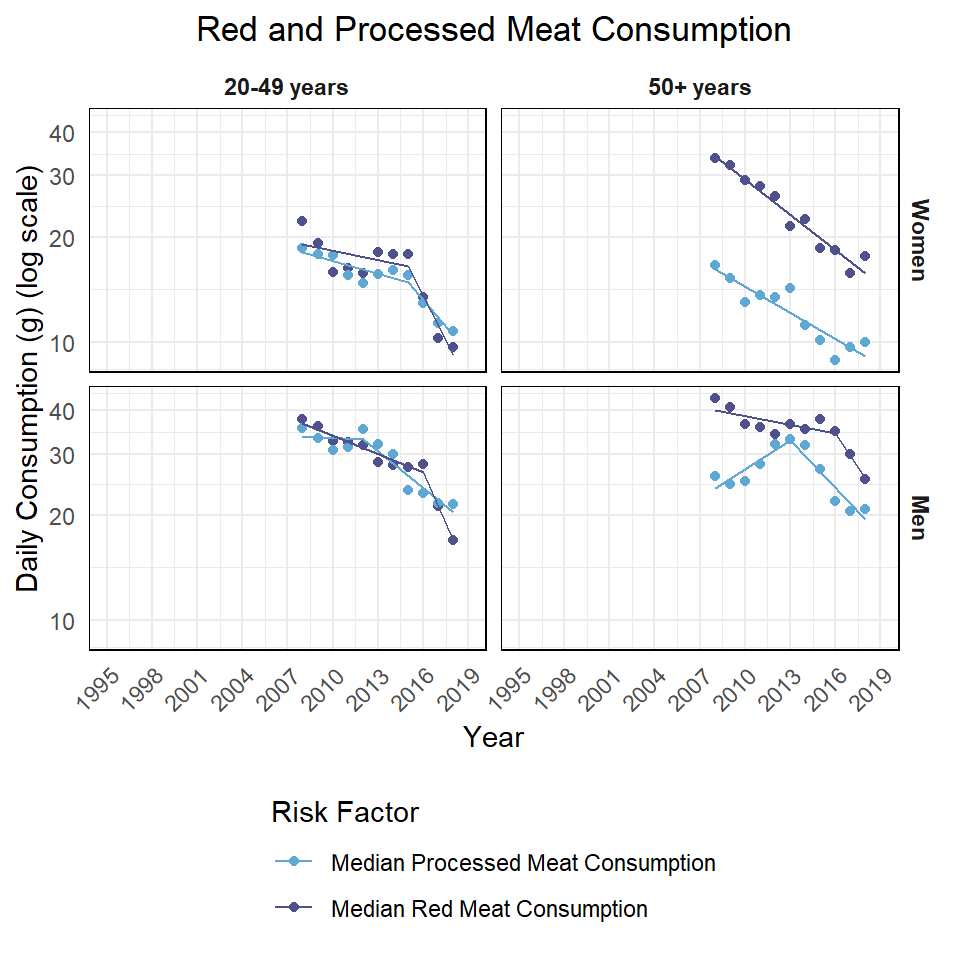 Red and Processed Meat Consumption
20-49 years
50+ years
40
30
20
10
Women
40
30
20
10
Men
Daily Consumption (g) (log scale)
1995
1998
2001
2004
2007
2010
2013
2016
2019
1995
1998
2001
2004
2007
2010
2013
2016
2019
Year
Risk Factor
Median Processed Meat Consumption
Median Red Meat Consumption